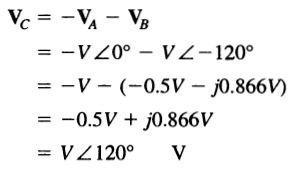 V_C = −V_A − V_B
= −V∠0° − V∠−120°
= −V − (−0.5V − j0.866V)
= −0.5V + j0.866V
= V∠120° V